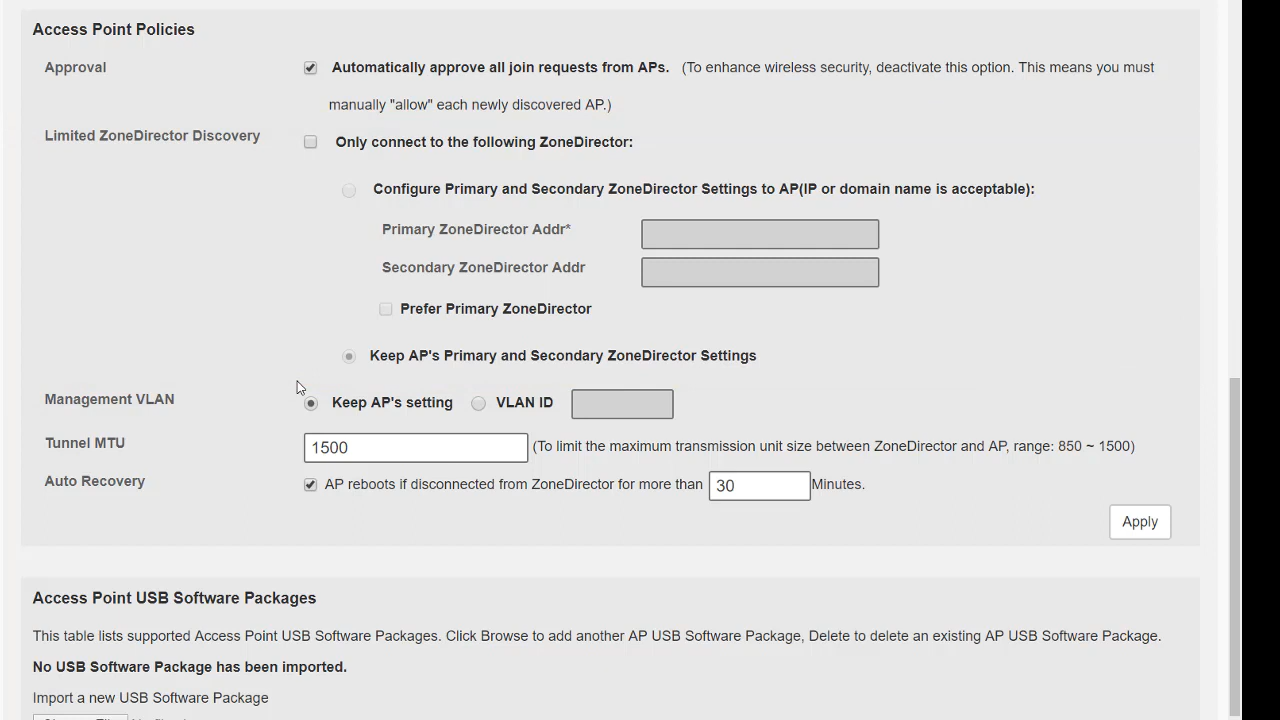 Access Point Policies
Approval
Automatically approve all join requests from APs. (To enhance wireless security, deactivate this option. This means you must
manually "allow" each newly discovered AP.)
Limited ZoneDirector Discovery
Only connect to the following ZoneDirector:
Configure Primary and Secondary ZoneDirector Settings to AP(IP or domain name is acceptable):
Primary ZoneDirector Addr*
Secondary ZoneDirector Addr
Prefer Primary ZoneDirector
Keep AP's Primary and Secondary ZoneDirector Settings
Management VLAN
Keep AP's setting VLAN ID
Tunnel MTU
1500 (To limit the maximum transmission unit size between ZoneDirector and AP, range: 850 ~ 1500)
Auto Recovery
AP reboots if disconnected from ZoneDirector for more than 30 Minutes.
Apply
Access Point USB Software Packages
This table lists supported Access Point USB Software Packages. Click Browse to add another AP USB Software Package, Delete to delete an existing AP USB Software Package.
No USB Software Package has been imported.
Import a new USB Software Package